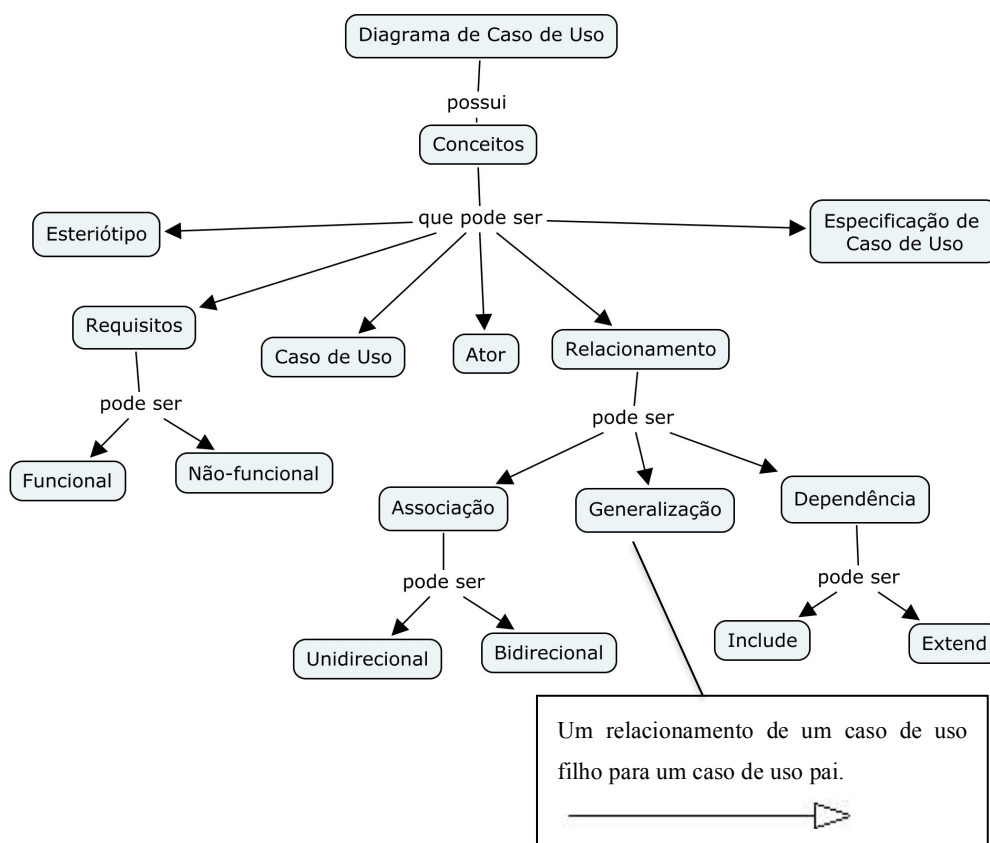 Diagrama de Caso de Uso
possui
Conceitos
que pode ser
Esteriótipo
Especificação de
Caso de Uso
Requisitos
Caso de Uso
Ator
Relacionamento
pode ser
pode ser
Funcional
Não-funcional
Associação
Generalização
Dependência
pode ser
pode ser
Unidirecional
Bidirecional
Include
Extend
Um relacionamento de um caso de uso
filho para um caso de uso pai.